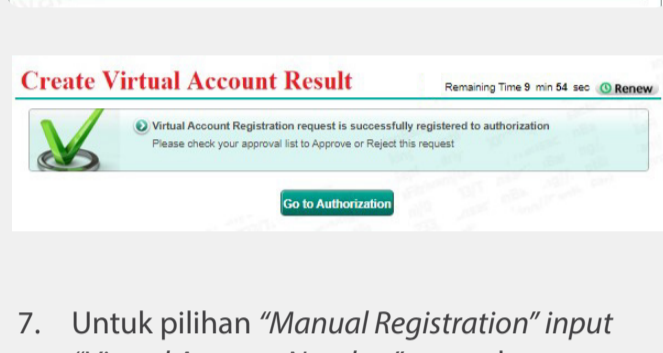 Create Virtual Account Result
Remaining Time 9 min 54 sec Renew
Virtual Account Registration request is successfully registered to authorization
Please check your approval list to Approve or Reject this request
Go to Authorization
7. Untuk pilihan “Manual Registration” input